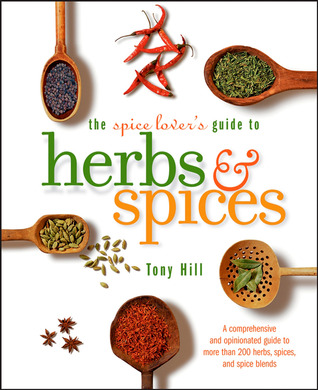 the spice lover's guide to
herbs &
spices
Tony Hill
A comprehensive
and opinionated guide to
more than 200 herbs, spices,
and spice blends